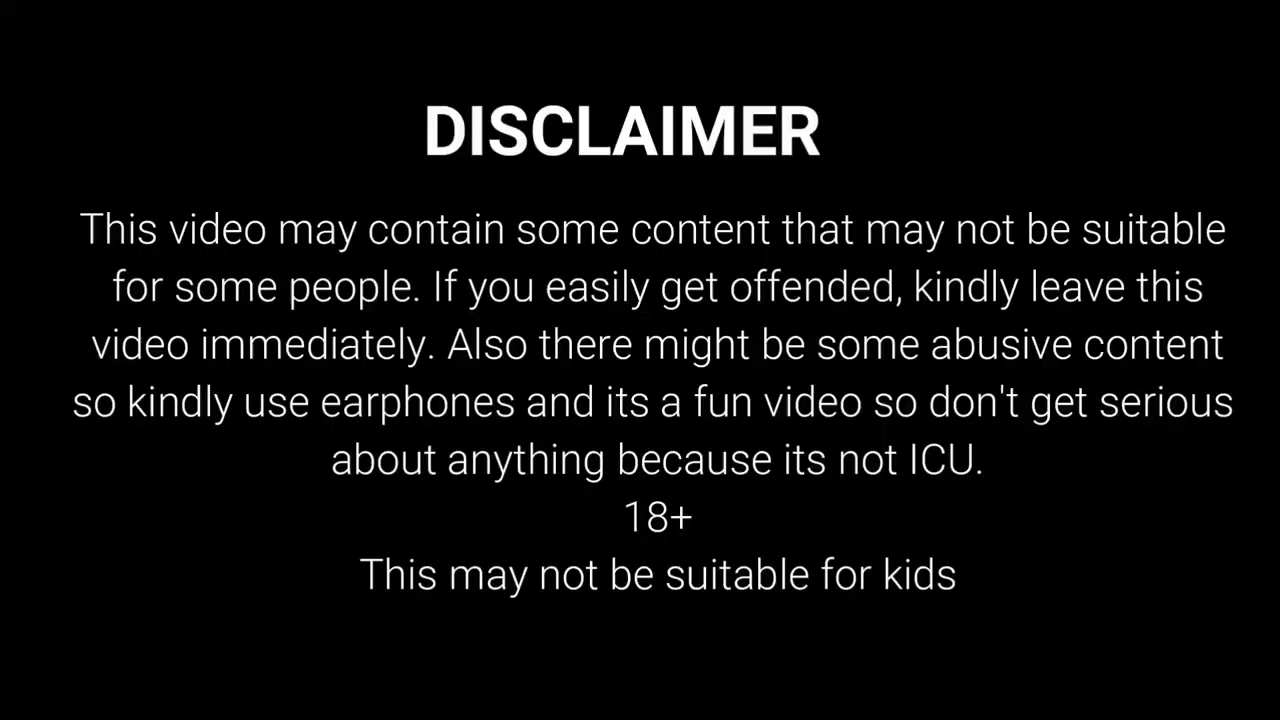 DISCLAIMER
This video may contain some content that may not be suitable
for some people. If you easily get offended, kindly leave this
video immediately. Also there might be some abusive content
so kindly use earphones and its a fun video so don't get serious
about anything because its not ICU.
18+
This may not be suitable for kids